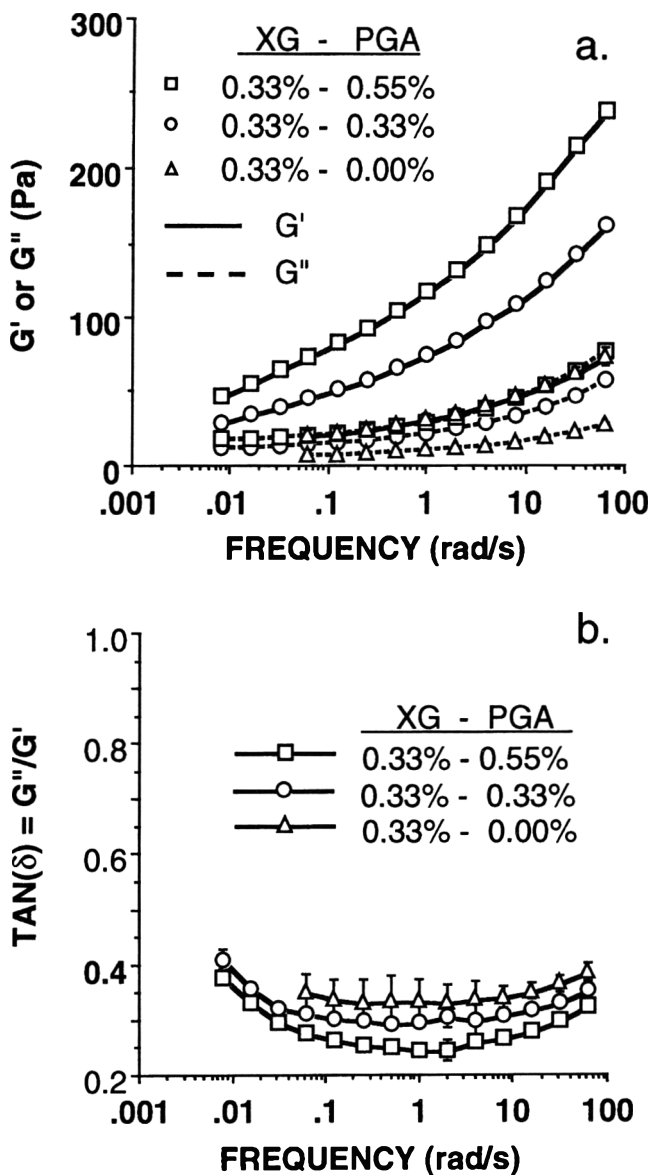 a.
XG - PGA
0.33% - 0.55%
0.33% - 0.33%
0.33% - 0.00%
G'
G"
G' or G" (Pa)
300
200
100
0
.001 .01 .1 1 10 100
FREQUENCY (rad/s)
b.
XG - PGA
0.33% - 0.55%
0.33% - 0.33%
0.33% - 0.00%
TAN(δ) = G"/G'
1.0
0.8
0.6
0.4
0.2
.001 .01 .1 1 10 100
FREQUENCY (rad/s)